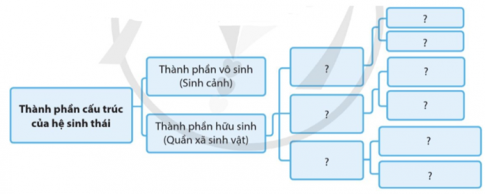 Thành phần cấu trúc
của hệ sinh thái
Thành phần vô sinh
(Sinh cảnh)
Thành phần hữu sinh
(Quần xã sinh vật)
?
?
?
?
?
?
?
?
?